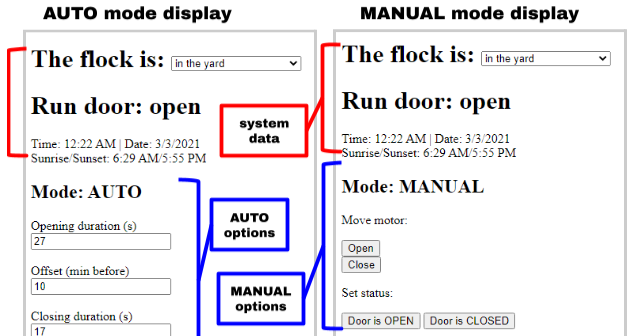 AUTO mode display
The flock is: in the yard
Run door: open
Time: 12:22 AM | Date: 3/3/2021
Sunrise/Sunset: 6:29 AM/5:55 PM
Mode: AUTO
Opening duration (s)
27
Offset (min before)
10
Closing duration (s)
17
system
data
AUTO
options
MANUAL
options
MANUAL mode display
The flock is: in the yard
Run door: open
Time: 12:22 AM | Date: 3/3/2021
Sunrise/Sunset: 6:29 AM/5:55 PM
Mode: MANUAL
Move motor:
Open
Close
Set status:
Door is OPEN Door is CLOSED